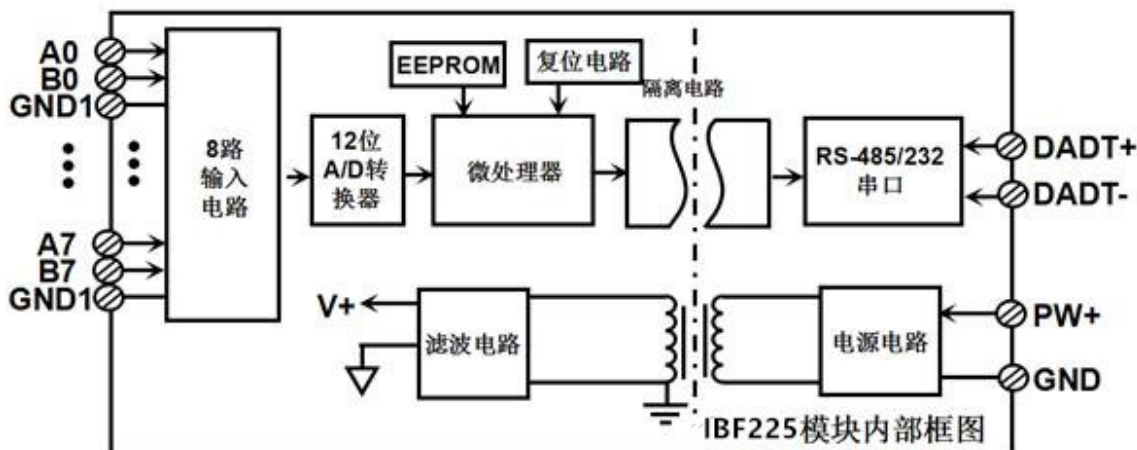 A0
B0
GND1
A7
B7
GND1
8路
输入
电路
12位
A/D转
换器
EEPROM
复位电路
微处理器
隔离电路
RS-485/232
串口
DADT+
DADT-
V+
滤波电路
电源电路
PW+
GND
IBF225模块内部框图